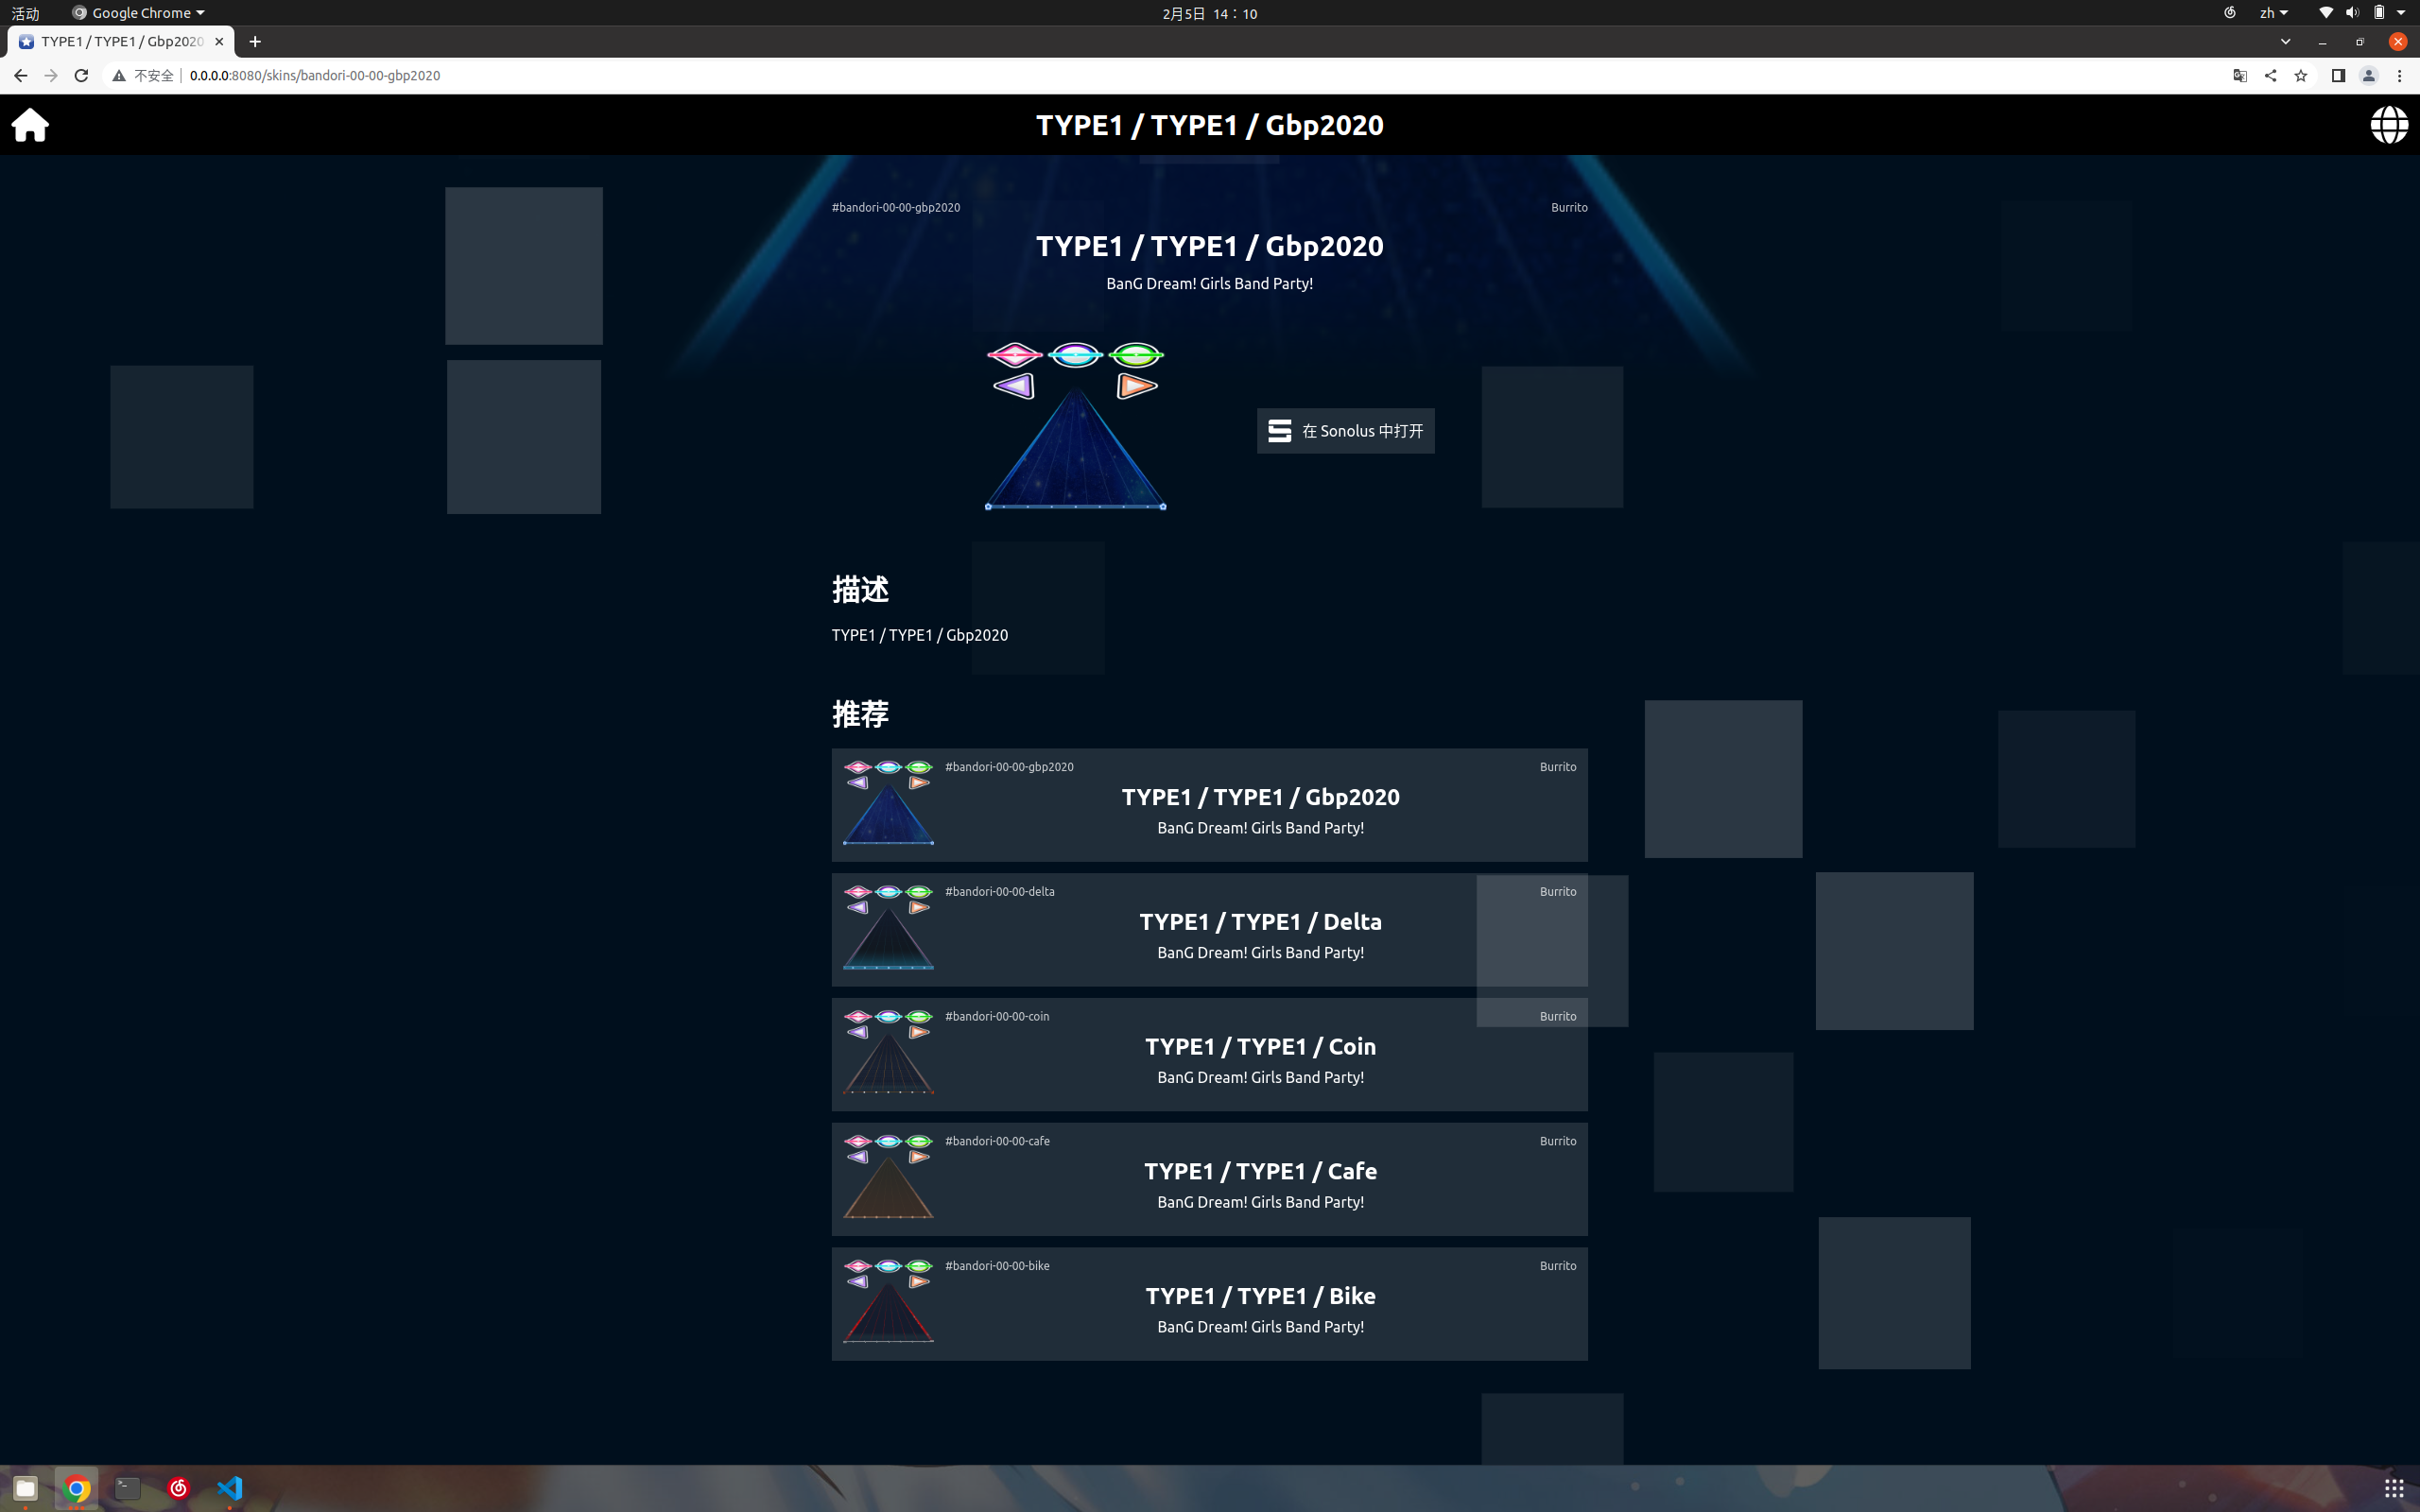 活动
Google Chrome
2月5日 14：10
zh
TYPE1 / TYPE1 / Gbp2020
不安全
0.0.0.0:8080/skins/bandori-00-00-gbp2020
TYPE1 / TYPE1 / Gbp2020
#bandori-00-00-gbp2020
Burrito
TYPE1 / TYPE1 / Gbp2020
BanG Dream! Girls Band Party!
在 Sonolus 中打开
描述
TYPE1 / TYPE1 / Gbp2020
推荐
#bandori-00-00-gbp2020
Burrito
TYPE1 / TYPE1 / Gbp2020
BanG Dream! Girls Band Party!
#bandori-00-00-delta
Burrito
TYPE1 / TYPE1 / Delta
BanG Dream! Girls Band Party!
#bandori-00-00-coin
Burrito
TYPE1 / TYPE1 / Coin
BanG Dream! Girls Band Party!
#bandori-00-00-cafe
Burrito
TYPE1 / TYPE1 / Cafe
BanG Dream! Girls Band Party!
#bandori-00-00-bike
Burrito
TYPE1 / TYPE1 / Bike
BanG Dream! Girls Band Party!